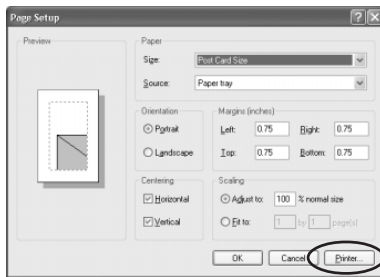 Page Setup
Preview
Paper
Size: Post Card Size
Source: Paper tray
Orientation
Portrait
Landscape
Margins (inches)
Left: 0.75 Right: 0.75
Top: 0.75 Bottom: 0.75
Centering
Horizontal
Vertical
Scaling
Adjust to: 100 % normal size
Fit to: 1 by 1 page(s)
OK Cancel Printer...